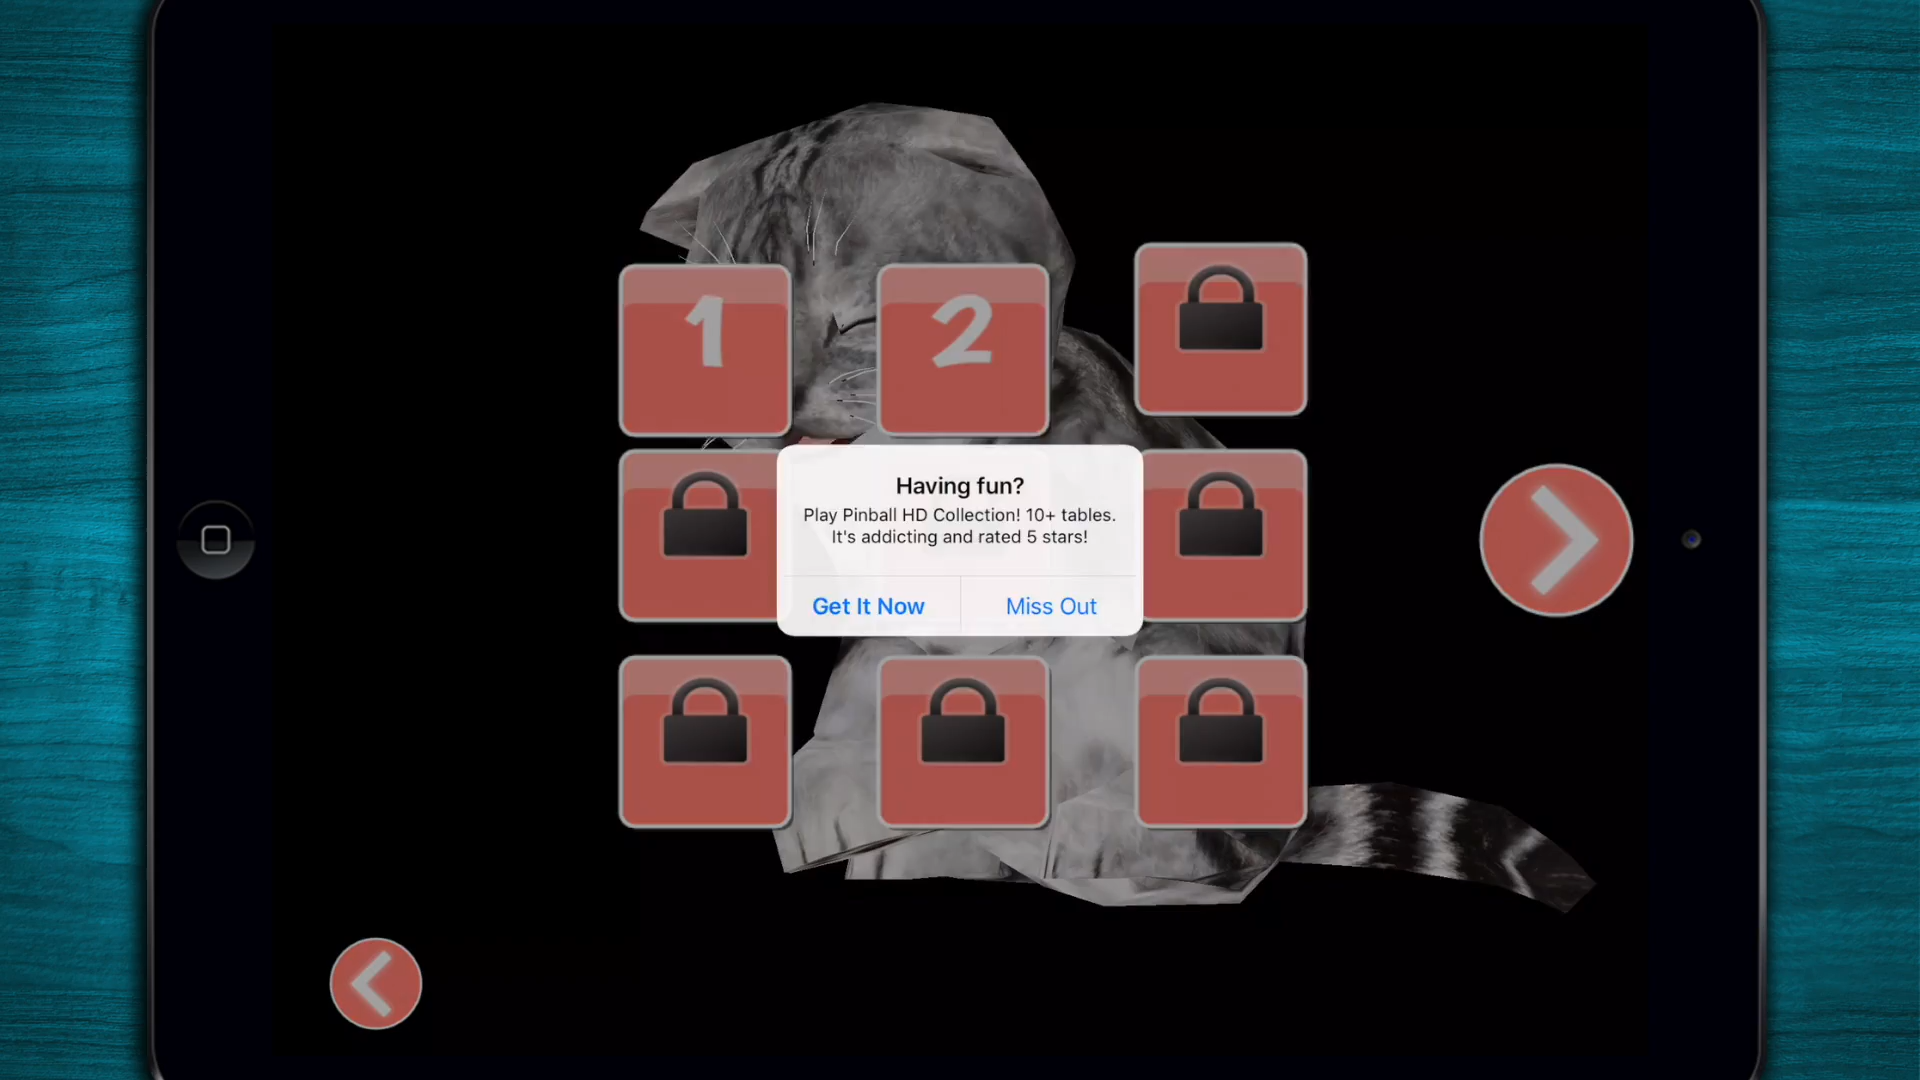 1
2
Having fun?
Play Pinball HD Collection! 10+ tables.
It's addicting and rated 5 stars!
Get It Now
Miss Out